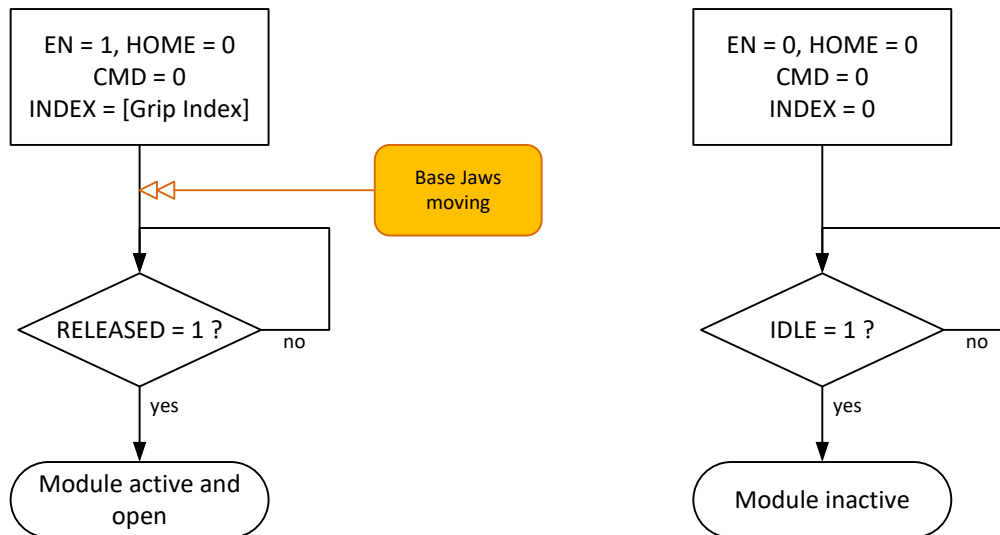 EN = 1, HOME = 0
CMD = 0
INDEX = [Grip Index]
Base Jaws
moving
RELEASED = 1 ?
no
yes
Module active and
open
EN = 0, HOME = 0
CMD = 0
INDEX = 0
IDLE = 1 ?
no
yes
Module inactive